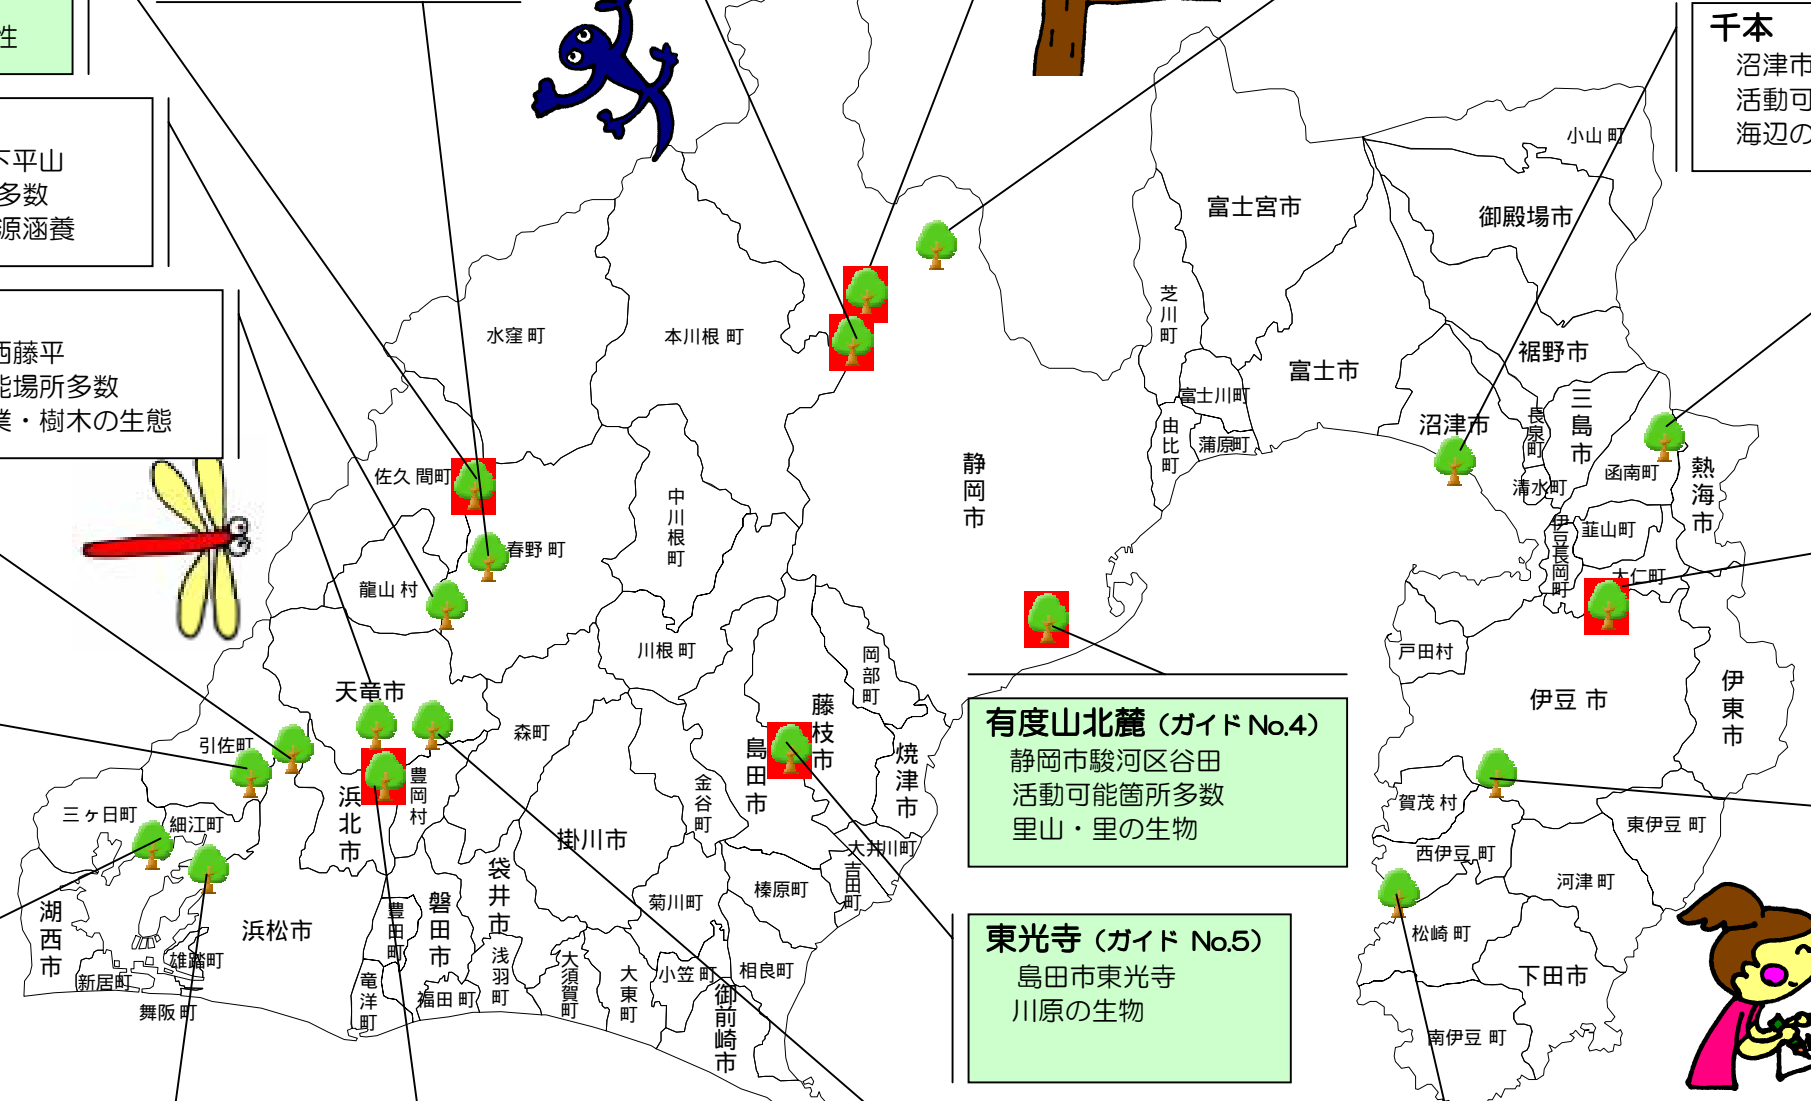 性
下平山
多数
源涵養
西藤平
能場所多数
業・樹木の生態
千本
沼津市
活動可
海辺の
小山町
富士宮市
御殿場市
芝川町
水窪町
本川根町
裾野市
富士市
富士川町
三島市
長泉町
沼津市
由比町
蒲原町
函南町
熱海市
静岡市
佐久間町
清水町
中川根町
伊豆長岡町
韮山町
春野町
大仁町
龍山村
川根町
岡部町
戸田村
天竜市
藤枝市
伊豆市
伊東市
森町
引佐町
島田市
焼津市
豊岡村
浜北市
金谷町
三ヶ日町
細江町
掛川市
大井川町
賀茂村
東伊豆町
西伊豆町
袋井市
吉田町
榛原町
河津町
菊川町
湖西市
浜松市
豊田町
磐田市
松崎町
雄踏町
浅羽町
大須賀町
大東町
小笠町
相良町
下田市
新居町
舞阪町
竜洋町
福田町
御前崎市
南伊豆町
有度山北麓（ガイドNo.4）
静岡市駿河区谷田
活動可能箇所多数
里山・里の生物
東光寺（ガイド No.5）
島田市東光寺
川原の生物